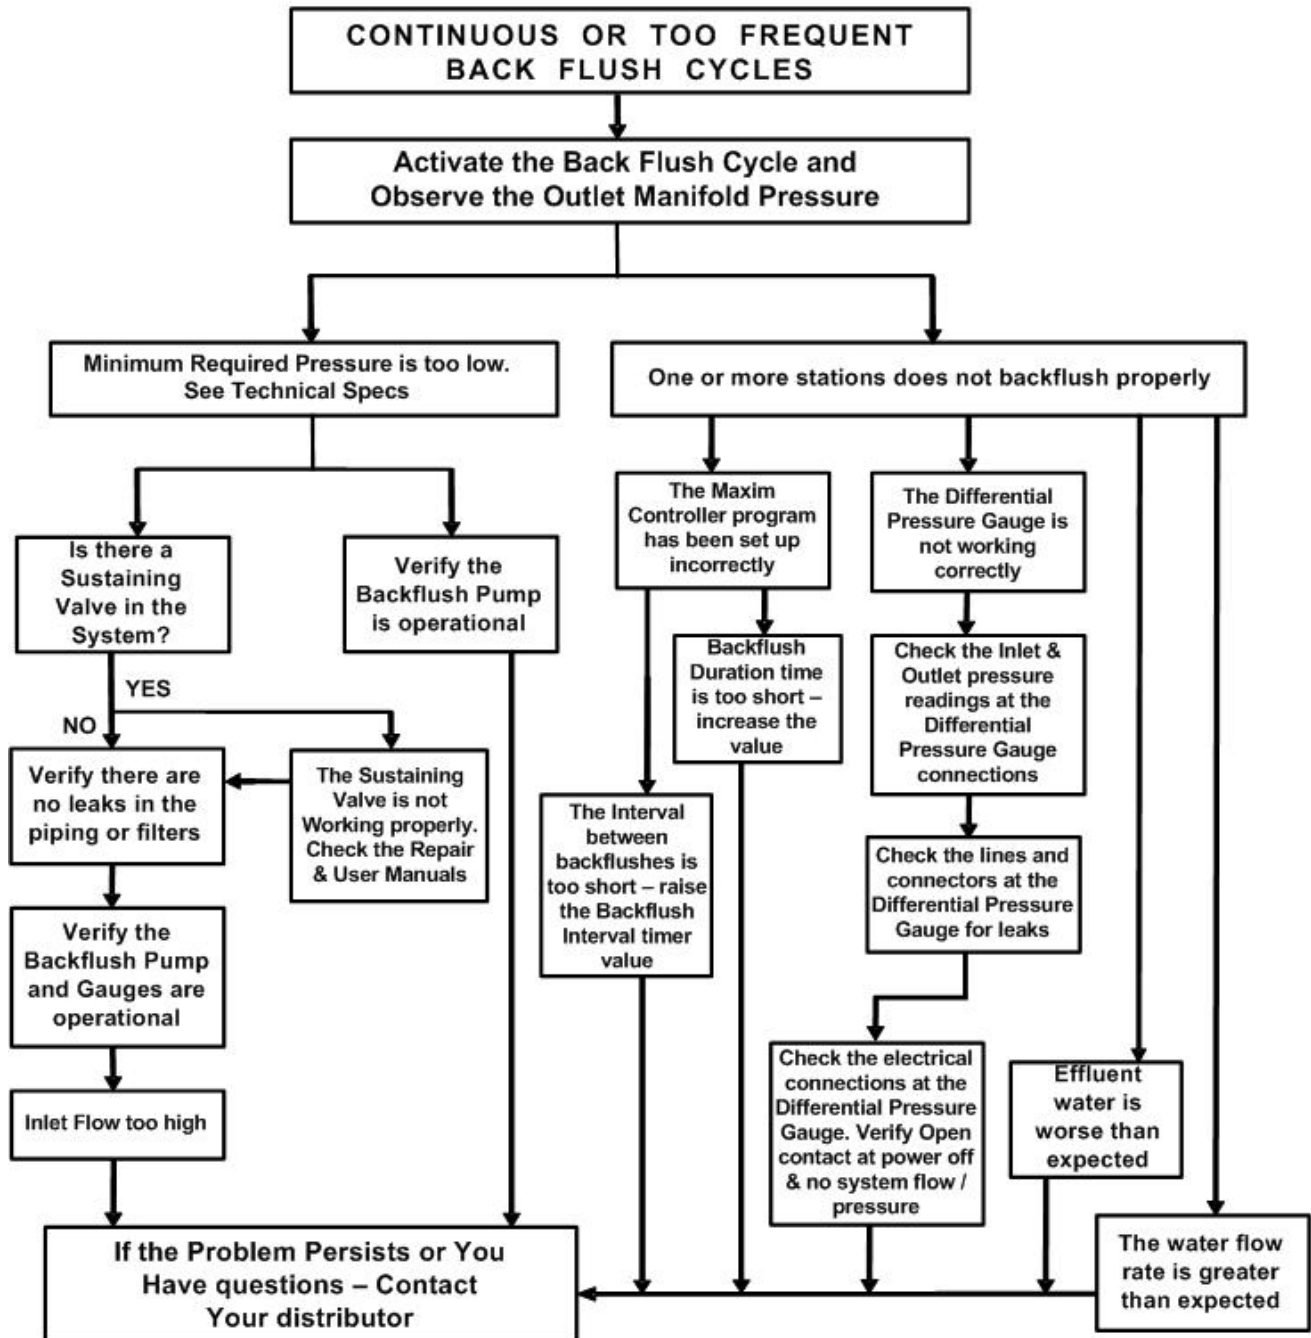 CONTINUOUS OR TOO FREQUENT
BACK FLUSH CYCLES
Activate the Back Flush Cycle and
Observe the Outlet Manifold Pressure
Minimum Required Pressure is too low.
See Technical Specs
One or more stations does not backflush properly
Is there a
Sustaining
Valve in the
System?
Verify the
Backflush Pump
is operational
The Maxim
Controller program
has been set up
incorrectly
The Differential
Pressure Gauge is
not working
correctly
YES
NO
Backflush
Duration time
is too short –
increase the
value
Check the Inlet &
Outlet pressure
readings at the
Differential
Pressure Gauge
connections
Verify there are
no leaks in the
piping or filters
The Sustaining
Valve is not
Working properly.
Check the Repair
& User Manuals
The Interval
between
backflushes is
too short – raise
the Backflush
Interval timer
value
Check the lines and
connectors at the
Differential Pressure
Gauge for leaks
Verify the
Backflush Pump
and Gauges are
operational
Check the electrical
connections at the
Differential Pressure
Gauge. Verify Open
contact at power off
& no system flow /
pressure
Effluent
water is
worse than
expected
Inlet Flow too high
If the Problem Persists or You
Have questions – Contact
Your distributor
The water flow
rate is greater
than expected